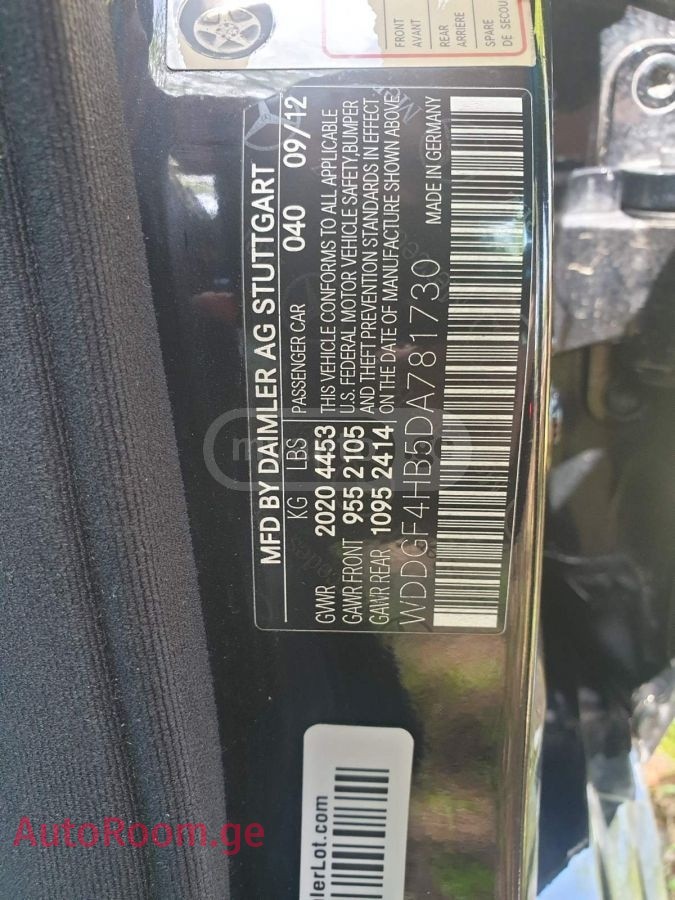 FRONT
AVANT
REAR
ARRIÈRE
SPARE
DE SECOU
MFD BY DAIMLER AG STUTTGART
KG LBS PASSENGER CAR 040 09/12
GVWR 2020 4453 THIS VEHICLE CONFORMS TO ALL APPLICABLE
GAWR FRONT 955 2105 U.S. FEDERAL MOTOR VEHICLE SAFETY,BUMPER
GAWR REAR 1095 2414 AND THEFT PREVENTION STANDARDS IN EFFECT
ON THE DATE OF MANUFACTURE SHOWN ABOVE.
WDDGF4HB5DA781730 MADE IN GERMANY
lerLot.com
AutoRoom.ge